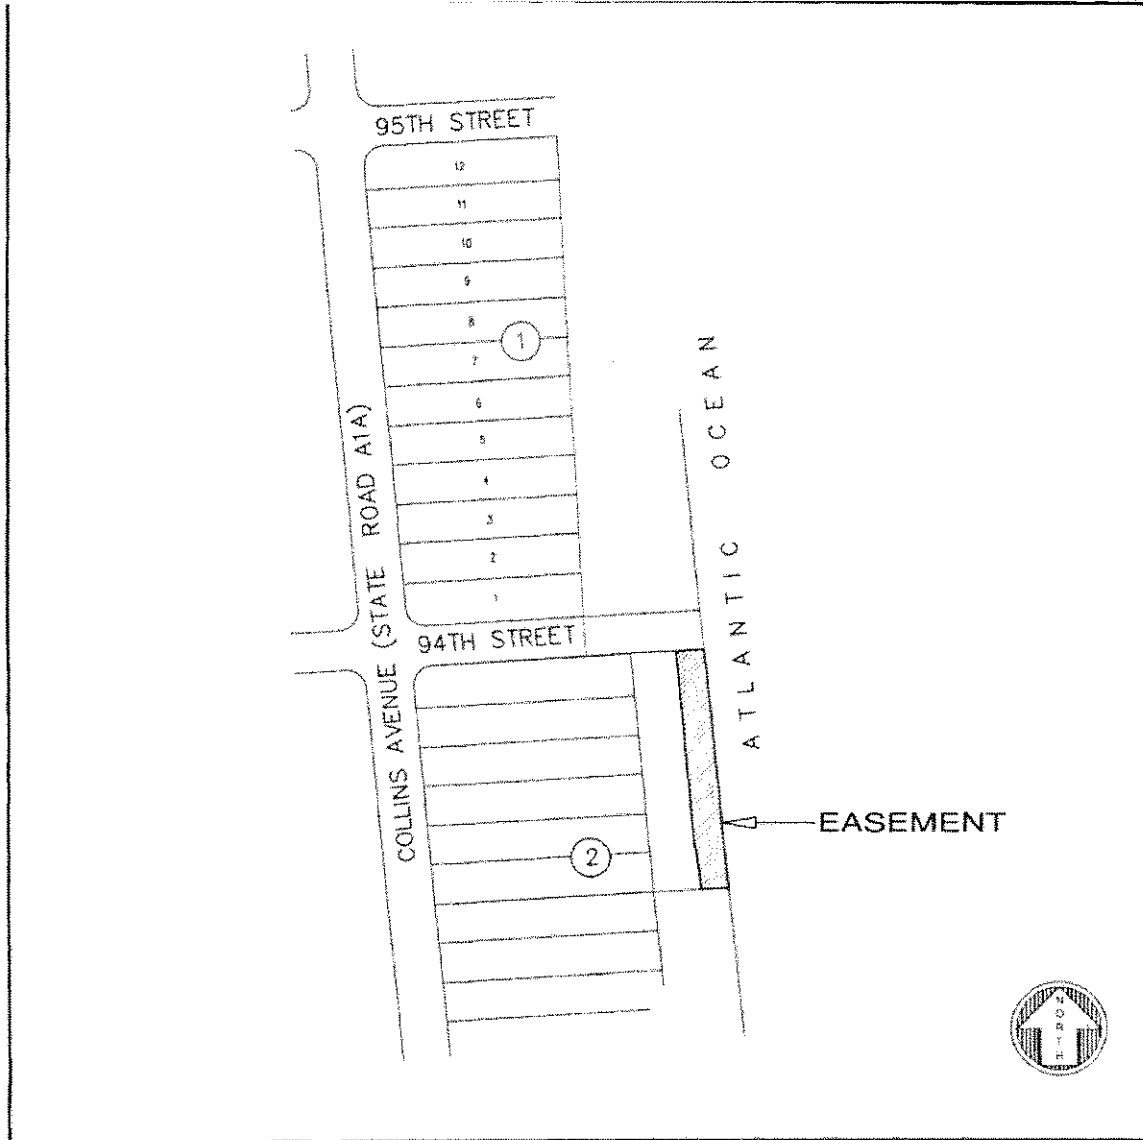 95TH STREET
12
11
10
9
8
1
7
6
5
4
3
2
1
94TH STREET
COLLINS AVENUE (STATE ROAD A1A)
ATLANTIC OCEAN
EASEMENT
2
NORTH